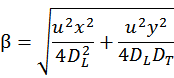 β = √(u²x²/4D_L² + u²y²/4D_L D_T)